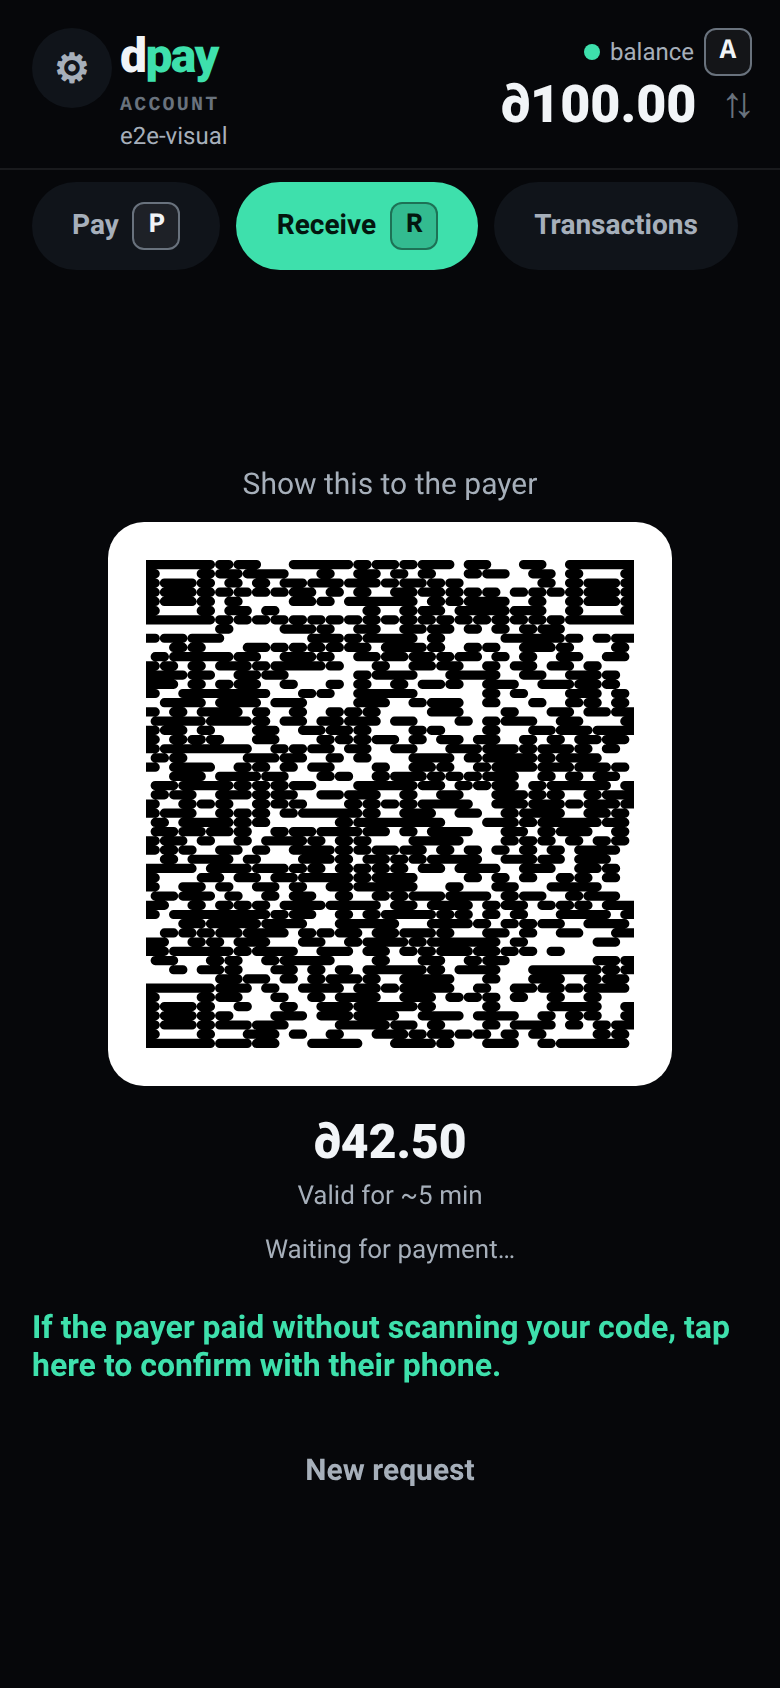 dpay
ACCOUNT
e2e-visual
balance A
∂100.00
Pay P
Receive R
Transactions
Show this to the payer
∂42.50
Valid for ~5 min
Waiting for payment…
If the payer paid without scanning your code, tap
here to confirm with their phone.
New request